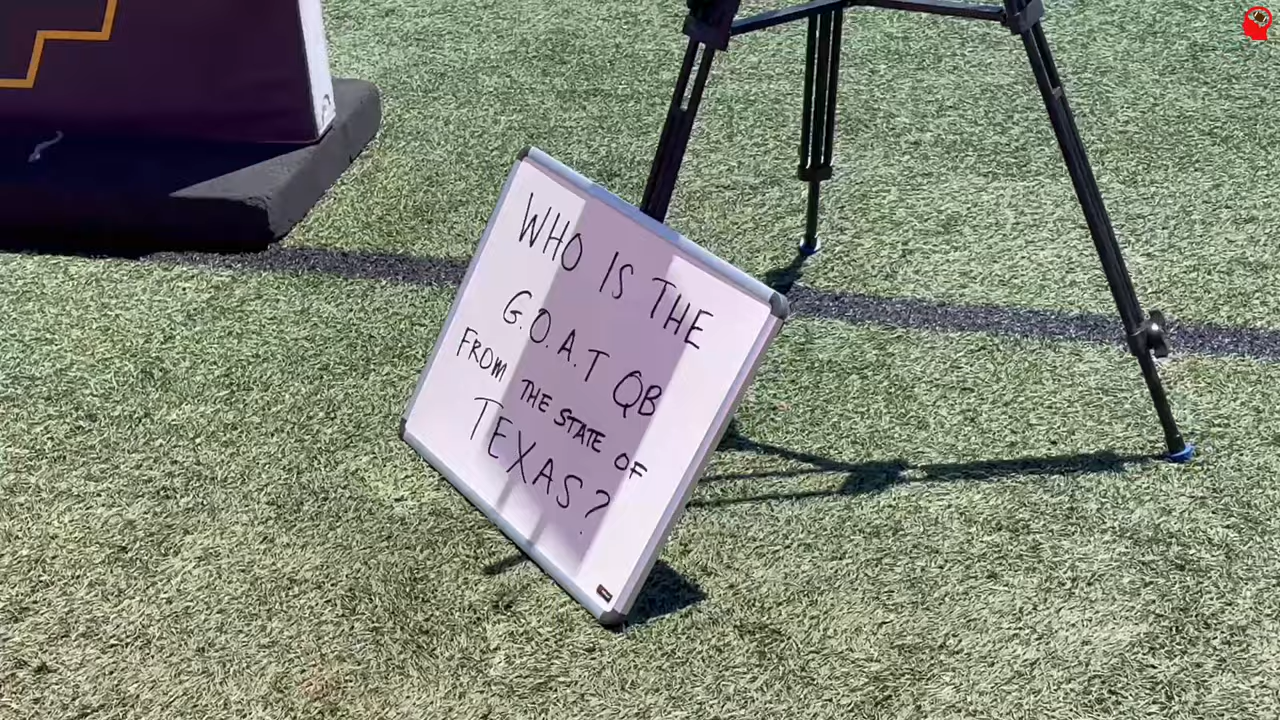 WHO IS THE
G.O.A.T QB
FROM THE STATE OF
TEXAS?